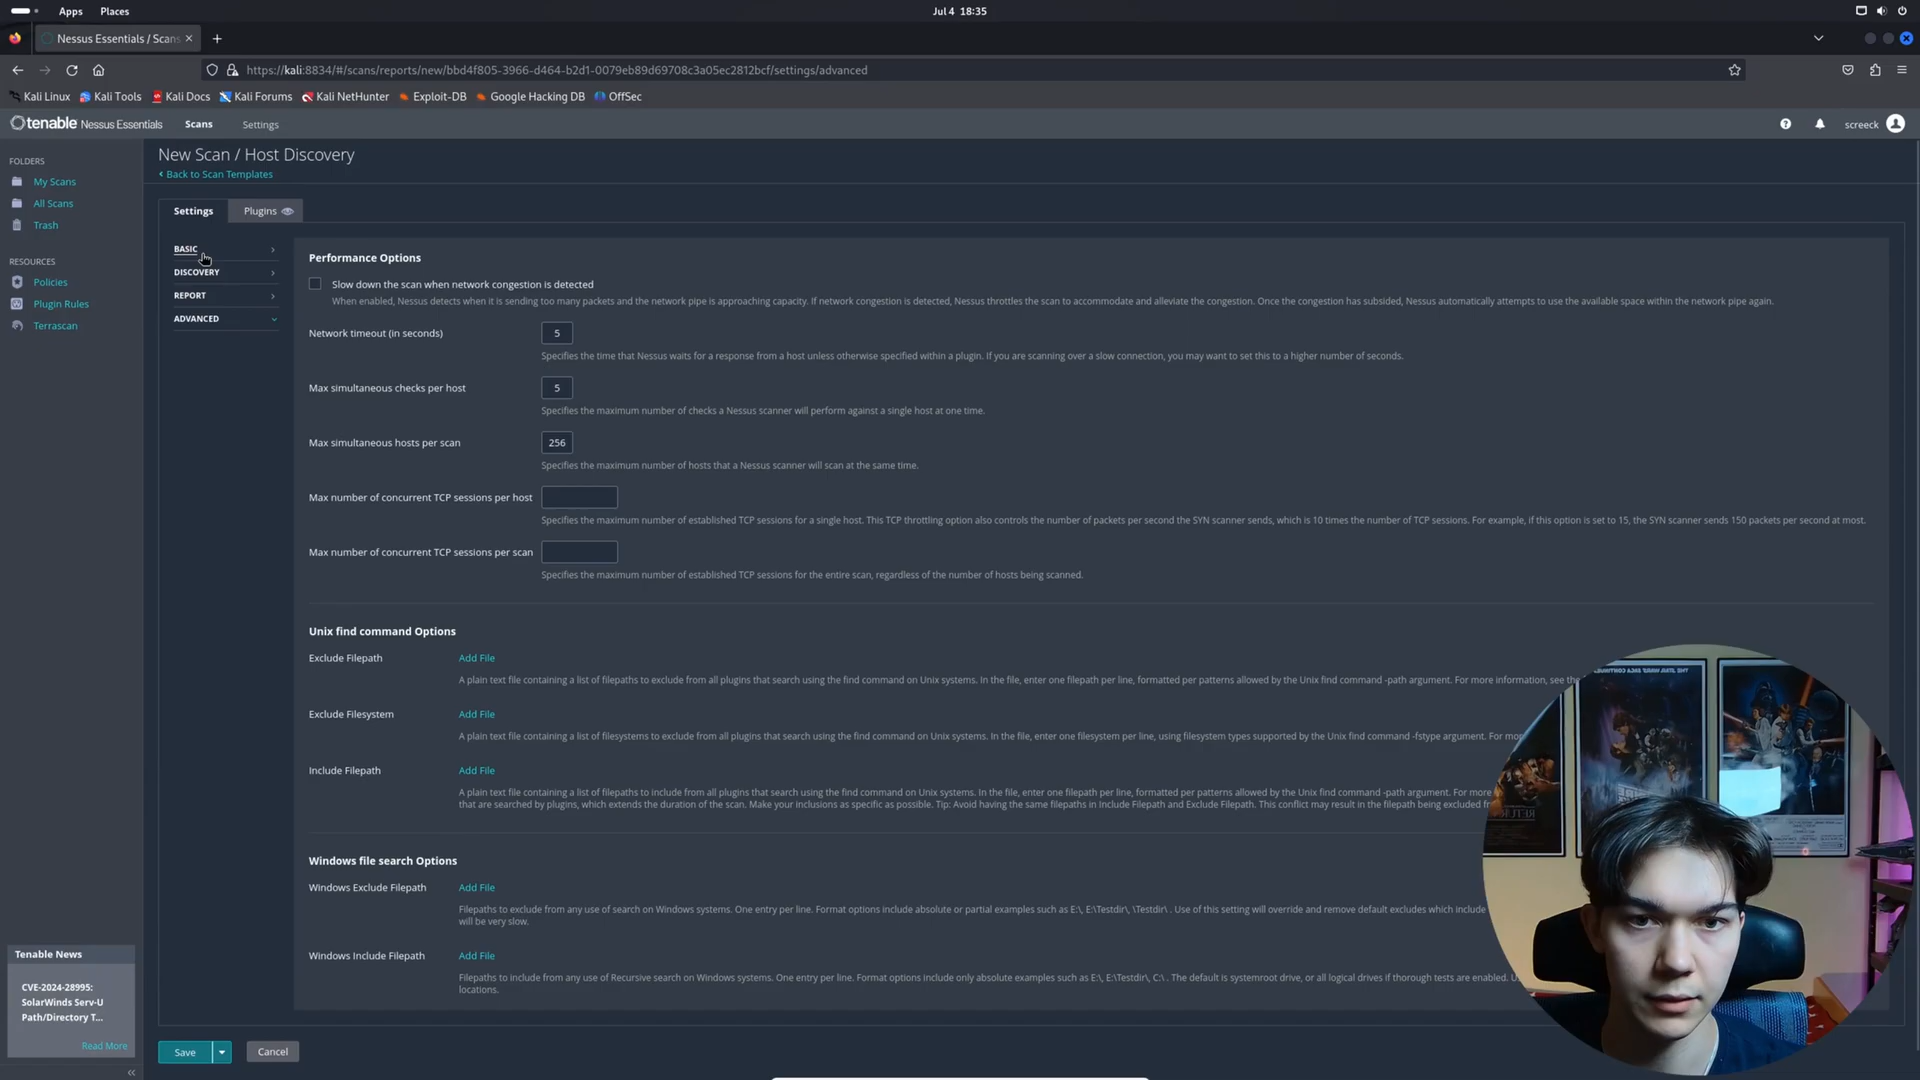 Apps Places Jul 4 18:35
Nessus Essentials / Scans
https://kali:8834/#/scans/reports/new/bbd4f805-3966-d464-b2d1-0079eb89d69708c3a05ec2812bcf/settings/advanced
Kali Linux Kali Tools Kali Docs Kali Forums Kali NetHunter Exploit-DB Google Hacking DB OffSec
tenable Nessus Essentials Scans Settings screeck
FOLDERS
My Scans
All Scans
Trash
RESOURCES
Policies
Plugin Rules
Terrascan
New Scan / Host Discovery
Back to Scan Templates
Settings Plugins
BASIC
DISCOVERY
REPORT
ADVANCED
Performance Options
Slow down the scan when network congestion is detected
When enabled, Nessus detects when it is sending too many packets and the network pipe is approaching capacity. If network congestion is detected, Nessus throttles the scan to accommodate and alleviate the congestion. Once the congestion has subsided, Nessus automatically attempts to use the available space within the network pipe again.
Network timeout (in seconds) 5
Specifies the time that Nessus waits for a response from a host unless otherwise specified within a plugin. If you are scanning over a slow connection, you may want to set this to a higher number of seconds.
Max simultaneous checks per host 5
Specifies the maximum number of checks a Nessus scanner will perform against a single host at one time.
Max simultaneous hosts per scan 256
Specifies the maximum number of hosts that a Nessus scanner will scan at the same time.
Max number of concurrent TCP sessions per host
Specifies the maximum number of established TCP sessions for a single host. This TCP throttling option also controls the number of packets per second the SYN scanner sends, which is 10 times the number of TCP sessions. For example, if this option is set to 15, the SYN scanner sends 150 packets per second at most.
Max number of concurrent TCP sessions per scan
Specifies the maximum number of established TCP sessions for the entire scan, regardless of the number of hosts being scanned.
Unix find command Options
Exclude Filepath Add File
A plain text file containing a list of filepaths to exclude from all plugins that search using the find command on Unix systems. In the file, enter one filepath per line, formatted per patterns allowed by the Unix find command -path argument. For more information, see the
Exclude Filesystem Add File
A plain text file containing a list of filesystems to exclude from all plugins that search using the find command on Unix systems. In the file, enter one filesystem per line, using filesystem types supported by the Unix find command -fstype argument. For mor
Include Filepath Add File
A plain text file containing a list of filepaths to include from all plugins that search using the find command on Unix systems. In the file, enter one filepath per line, formatted per patterns allowed by the Unix find command -path argument. For more
that are searched by plugins, which extends the duration of the scan. Make your inclusions as specific as possible. Tip: Avoid having the same filepaths in Include Filepath and Exclude Filepath. This conflict may result in the filepath being excluded
Windows file search Options
Windows Exclude Filepath Add File
Filepaths to exclude from any use of search on Windows systems. One entry per line. Format options include absolute or partial examples such as E:\, E:\Testdir\, \Testdir\ . Use of this setting will override and remove default excludes which include
will be very slow.
Windows Include Filepath Add File
Filepaths to include from any use of Recursive search on Windows systems. One entry per line. Format options include only absolute examples such as E:\, E:\Testdir\, C:\ . The default is systemroot drive, or all logical drives if thorough tests are enabled.
locations.
Save Cancel
Tenable News
CVE-2024-28995:
SolarWinds Serv-U
Path/Directory T...
Read More